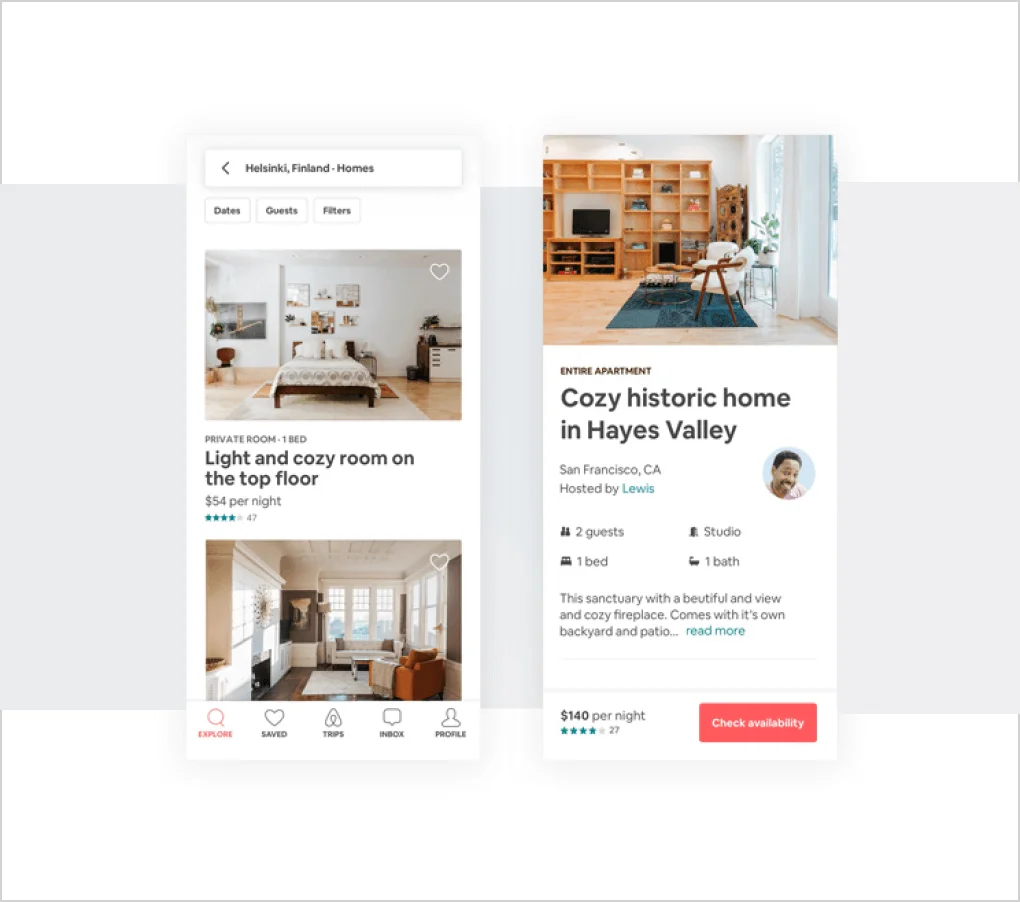 Helsinki, Finland · Homes
Dates
Guests
Filters
PRIVATE ROOM · 1 BED
Light and cozy room on
the top floor
$54 per night
47
EXPLORE
SAVED
TRIPS
INBOX
PROFILE
ENTIRE APARTMENT
Cozy historic home
in Hayes Valley
San Francisco, CA
Hosted by Lewis
2 guests
Studio
1 bed
1 bath
This sanctuary with a beutiful and view
and cozy fireplace. Comes with it's own
backyard and patio... read more
$140 per night
27
Check availability